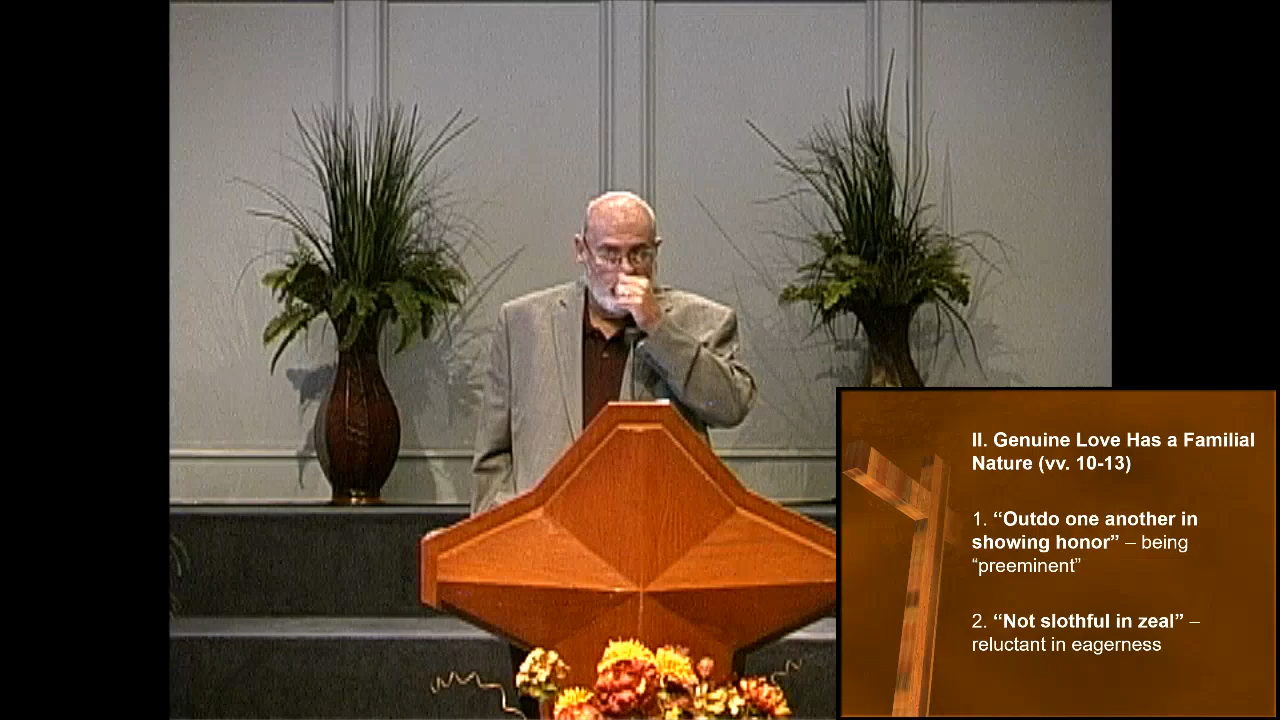 II. Genuine Love Has a Familial
Nature (vv. 10-13)
1. “Outdo one another in
showing honor” – being
“preeminent”
2. “Not slothful in zeal” –
reluctant in eagerness